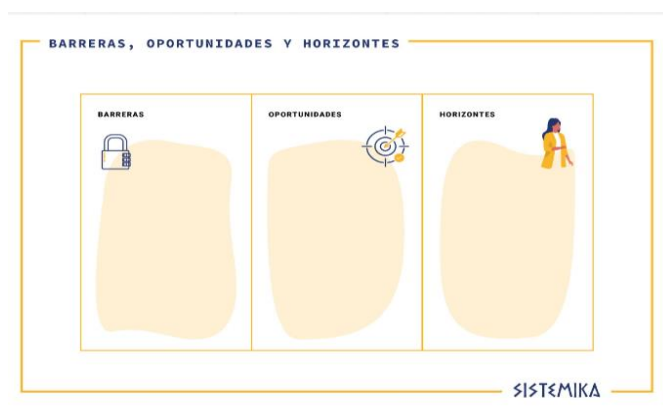 BARRERAS, OPORTUNIDADES Y HORIZONTES
BARRERAS
OPORTUNIDADES
HORIZONTES
SISTEMIKA